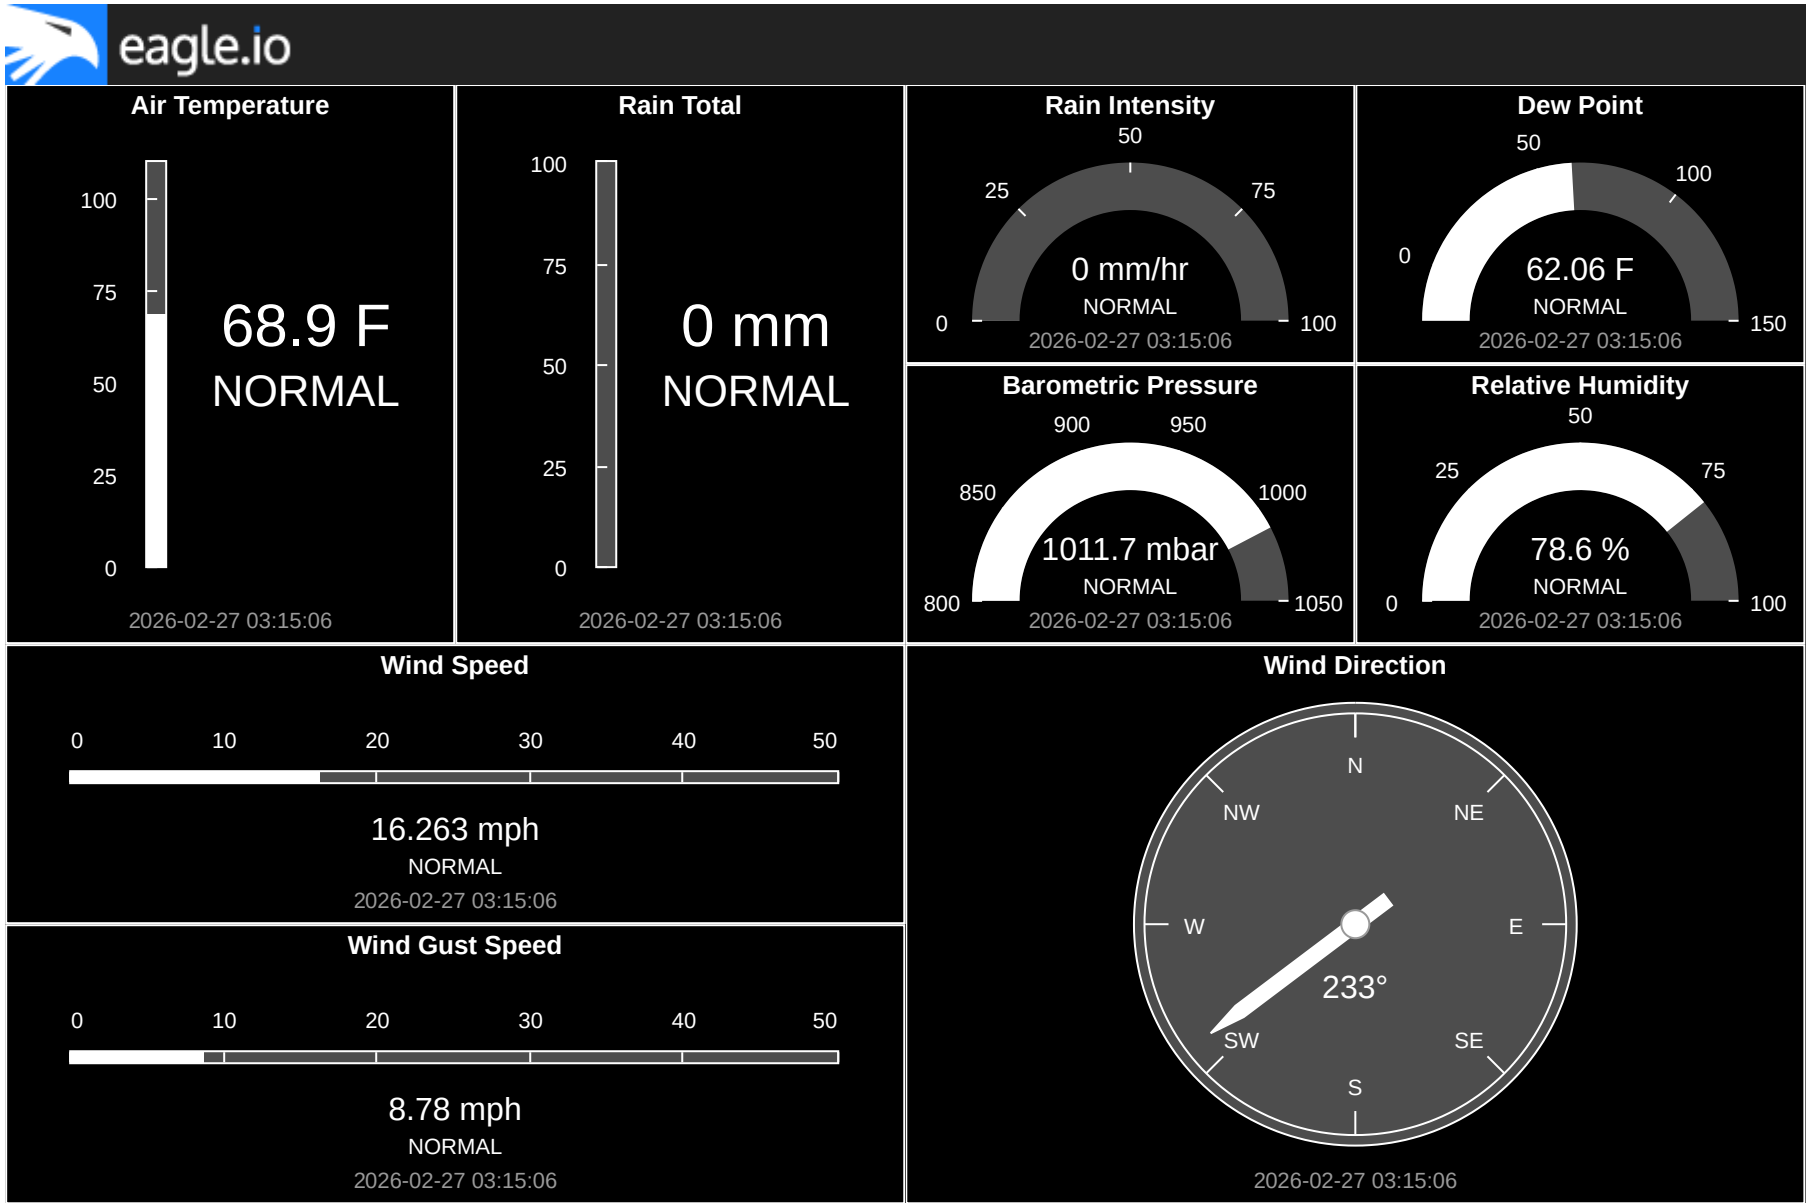 eagle.io
Air Temperature
100
75
50
25
0
68.9 F
NORMAL
2026-02-27 03:15:06
Rain Total
100
75
50
25
0
0 mm
NORMAL
2026-02-27 03:15:06
Rain Intensity
0
25
50
75
100
0 mm/hr
NORMAL
2026-02-27 03:15:06
Dew Point
0
50
100
150
62.06 F
NORMAL
2026-02-27 03:15:06
Barometric Pressure
800
850
900
950
1000
1050
1011.7 mbar
NORMAL
2026-02-27 03:15:06
Relative Humidity
0
25
50
75
100
78.6 %
NORMAL
2026-02-27 03:15:06
Wind Speed
0 10 20 30 40 50
16.263 mph
NORMAL
2026-02-27 03:15:06
Wind Gust Speed
0 10 20 30 40 50
8.78 mph
NORMAL
2026-02-27 03:15:06
Wind Direction
N
NW NE
W E
233°
SW SE
S
2026-02-27 03:15:06